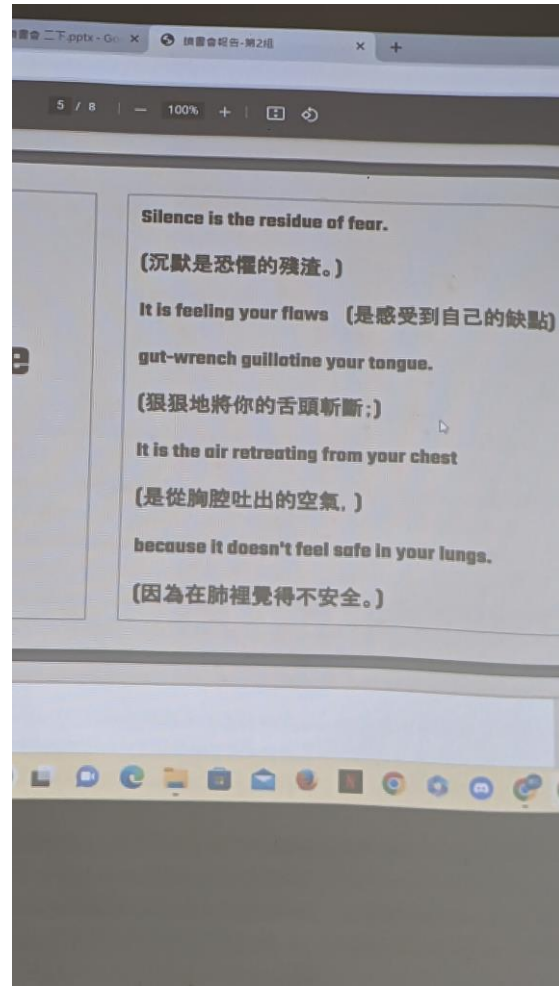 書會 二下.pptx - Go
讀書會報告-第2組
5 / 8
100%
Silence is the residue of fear.
(沉默是恐懼的殘渣。)
It is feeling your flaws (是感受到自己的缺點)
gut-wrench guillotine your tongue.
(狠狠地將你的舌頭斬斷;)
It is the air retreating from your chest
(是從胸腔吐出的空氣, )
because it doesn't feel safe in your lungs.
(因為在肺裡覺得不安全。)
e